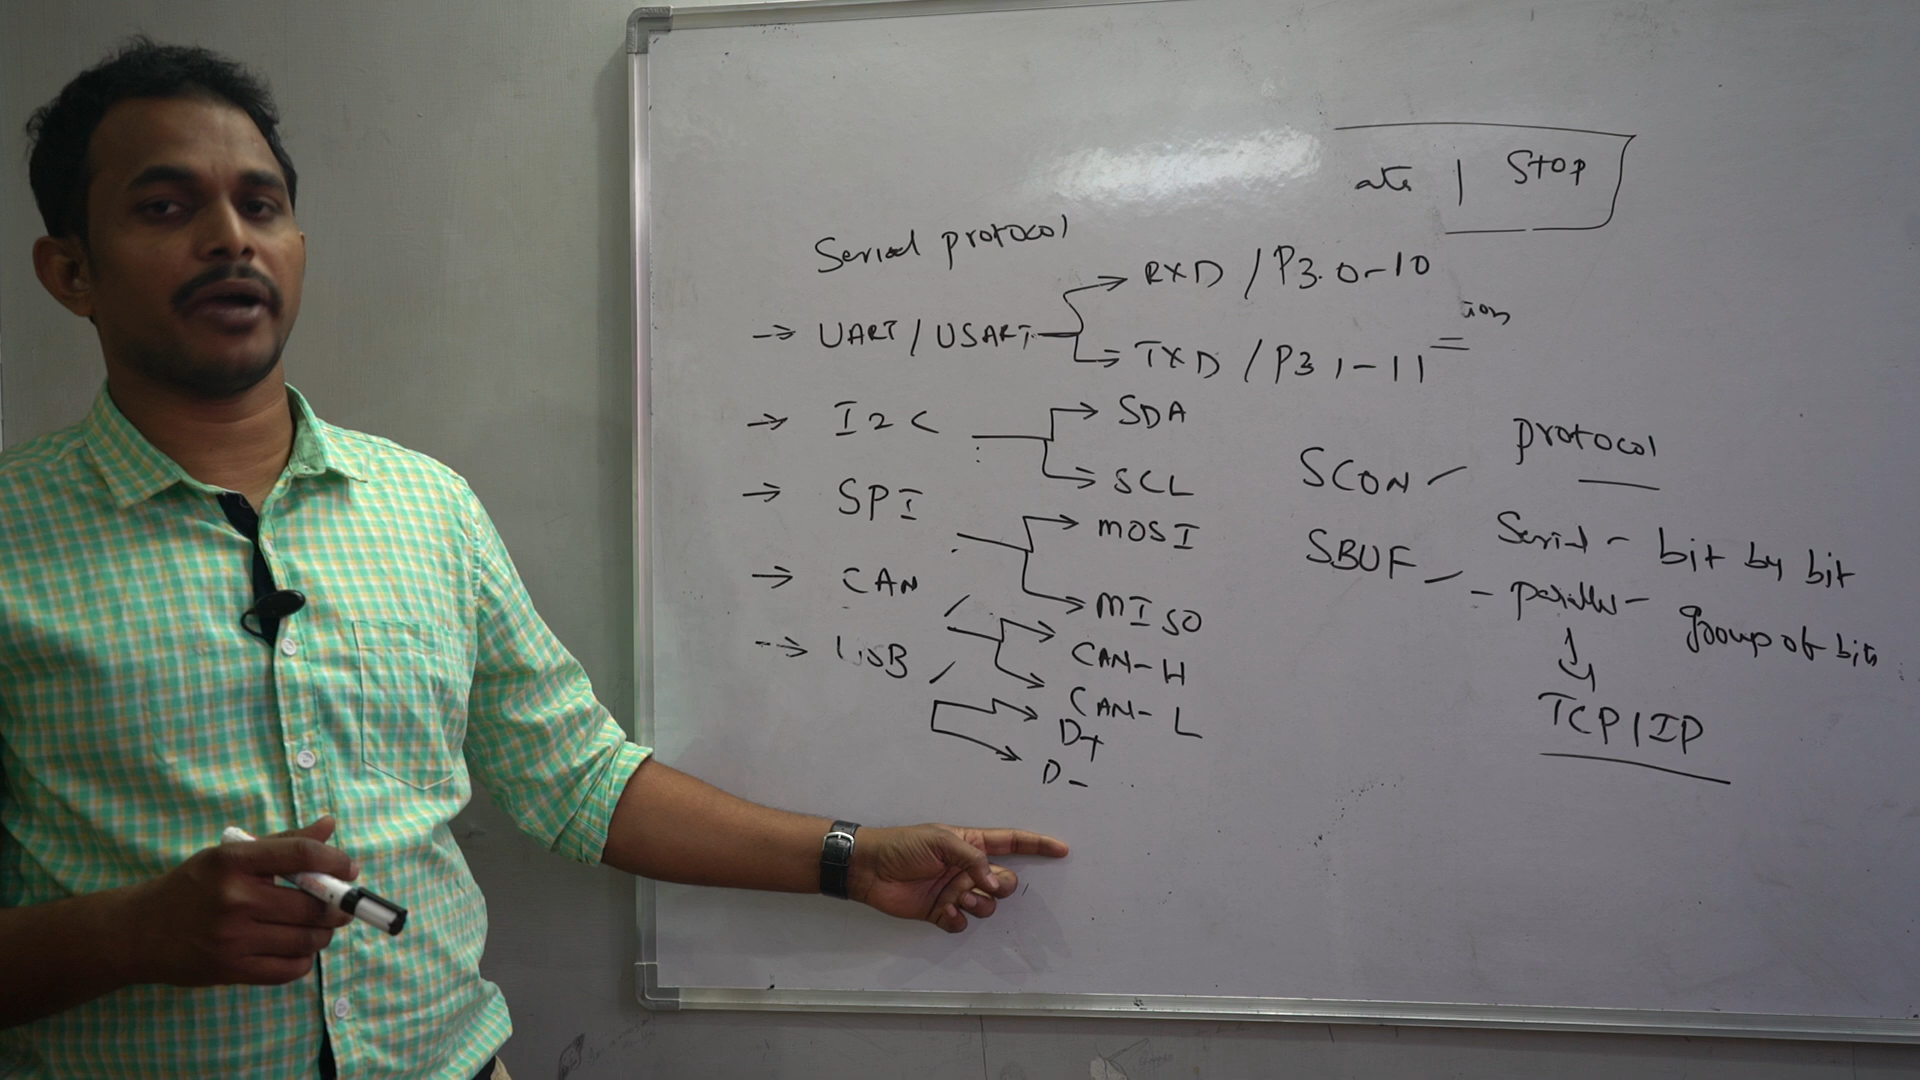 Stop
Serial protocol
→ UART / USART
RXD / P3.0-10
TXD / P3.1-11
→ I2C
SDA
SCL
→ SPI
MOSI
MISO
→ CAN
CAN-H
CAN-L
--> USB
D+
D-
SCON
SBUF
protocol
Serial - bit by bit
- parallel - group of bits
TCP/IP